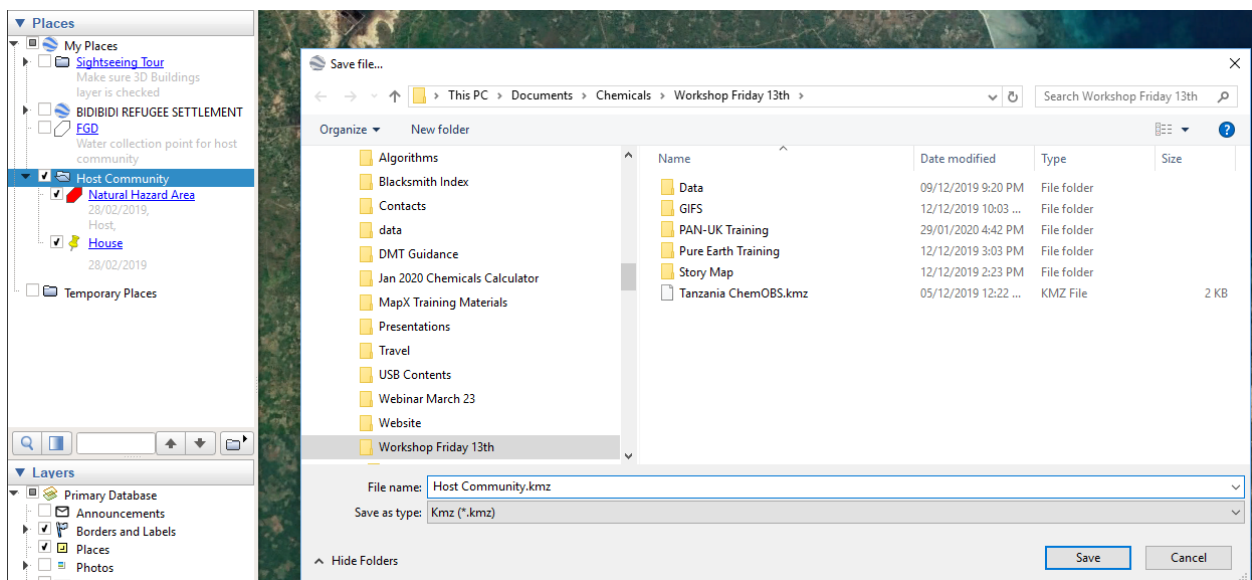 Places
My Places
Sightseeing Tour
Make sure 3D Buildings
layer is checked
BIDIBIDI REFUGEE SETTLEMENT
FGD
Water collection point for host
community
Host Community
Natural Hazard Area
28/02/2019,
Host,
House
28/02/2019
Temporary Places
Layers
Primary Database
Announcements
Borders and Labels
Places
Photos
Save file...
This PC > Documents > Chemicals > Workshop Friday 13th >
Search Workshop Friday 13th
Organize
New folder
Algorithms
Blacksmith Index
Contacts
data
DMT Guidance
Jan 2020 Chemicals Calculator
MapX Training Materials
Presentations
Travel
USB Contents
Webinar March 23
Website
Workshop Friday 13th
Name Date modified Type Size
Data 09/12/2019 9:20 PM File folder
GIFS 12/12/2019 10:03 ... File folder
PAN-UK Training 29/01/2020 4:42 PM File folder
Pure Earth Training 12/12/2019 3:03 PM File folder
Story Map 12/12/2019 2:23 PM File folder
Tanzania ChemOBS.kmz 05/12/2019 12:22 ... KMZ File 2 KB
File name: Host Community.kmz
Save as type: Kmz (*.kmz)
Hide Folders
Save
Cancel